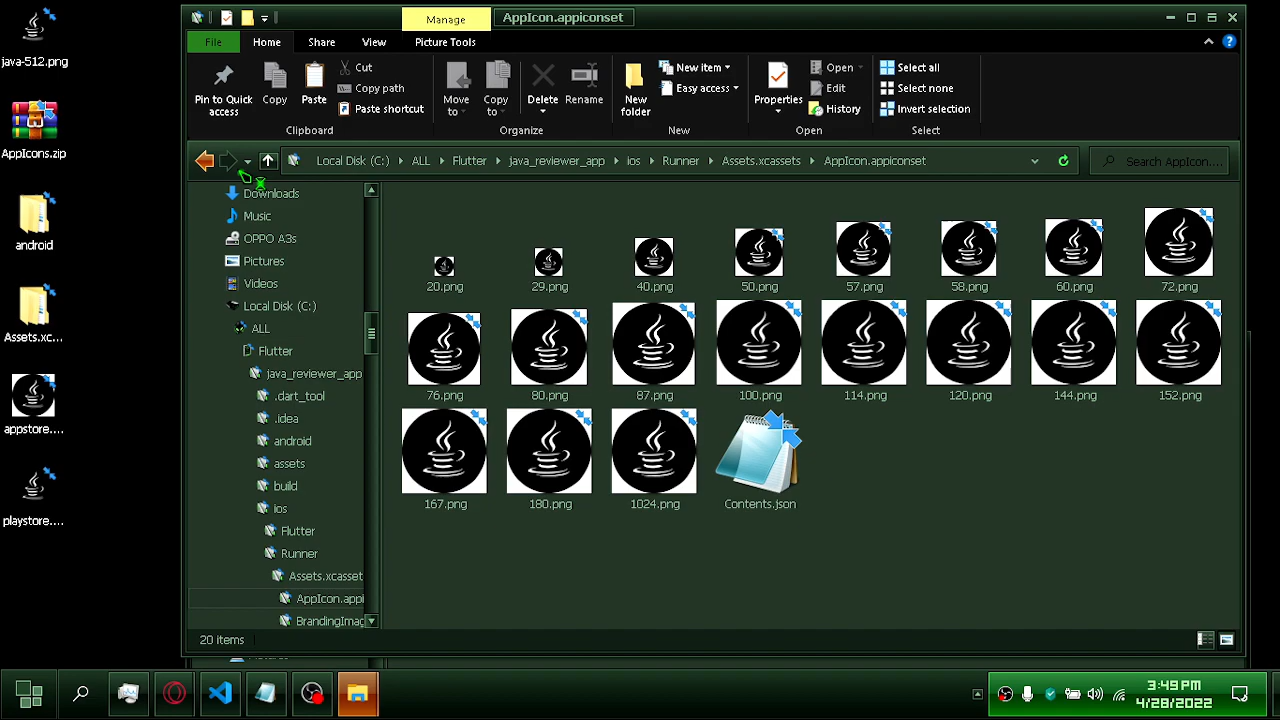 java-512.png
AppIcons.zip
android
Assets.xc...
appstore....
playstore....
Manage
AppIcon.appiconset
File
Home
Share
View
Picture Tools
Pin to Quick access
Copy
Paste
Cut
Copy path
Paste shortcut
Clipboard
Move to
Copy to
Delete
Rename
Organize
New folder
New item
Easy access
New
Properties
Open
Edit
History
Open
Select all
Select none
Invert selection
Select
Local Disk (C:)
ALL
Flutter
java_reviewer_app
ios
Runner
Assets.xcassets
AppIcon.appiconset
Search AppIcon....
Downloads
Music
OPPO A3s
Pictures
Videos
Local Disk (C:)
ALL
Flutter
java_reviewer_app
.dart_tool
.idea
android
assets
build
ios
Flutter
Runner
Assets.xcasset
AppIcon.appi
BrandingImag
20.png
29.png
40.png
50.png
57.png
58.png
60.png
72.png
76.png
80.png
87.png
100.png
114.png
120.png
144.png
152.png
167.png
180.png
1024.png
Contents.json
20 items
3:49 PM
4/28/2022